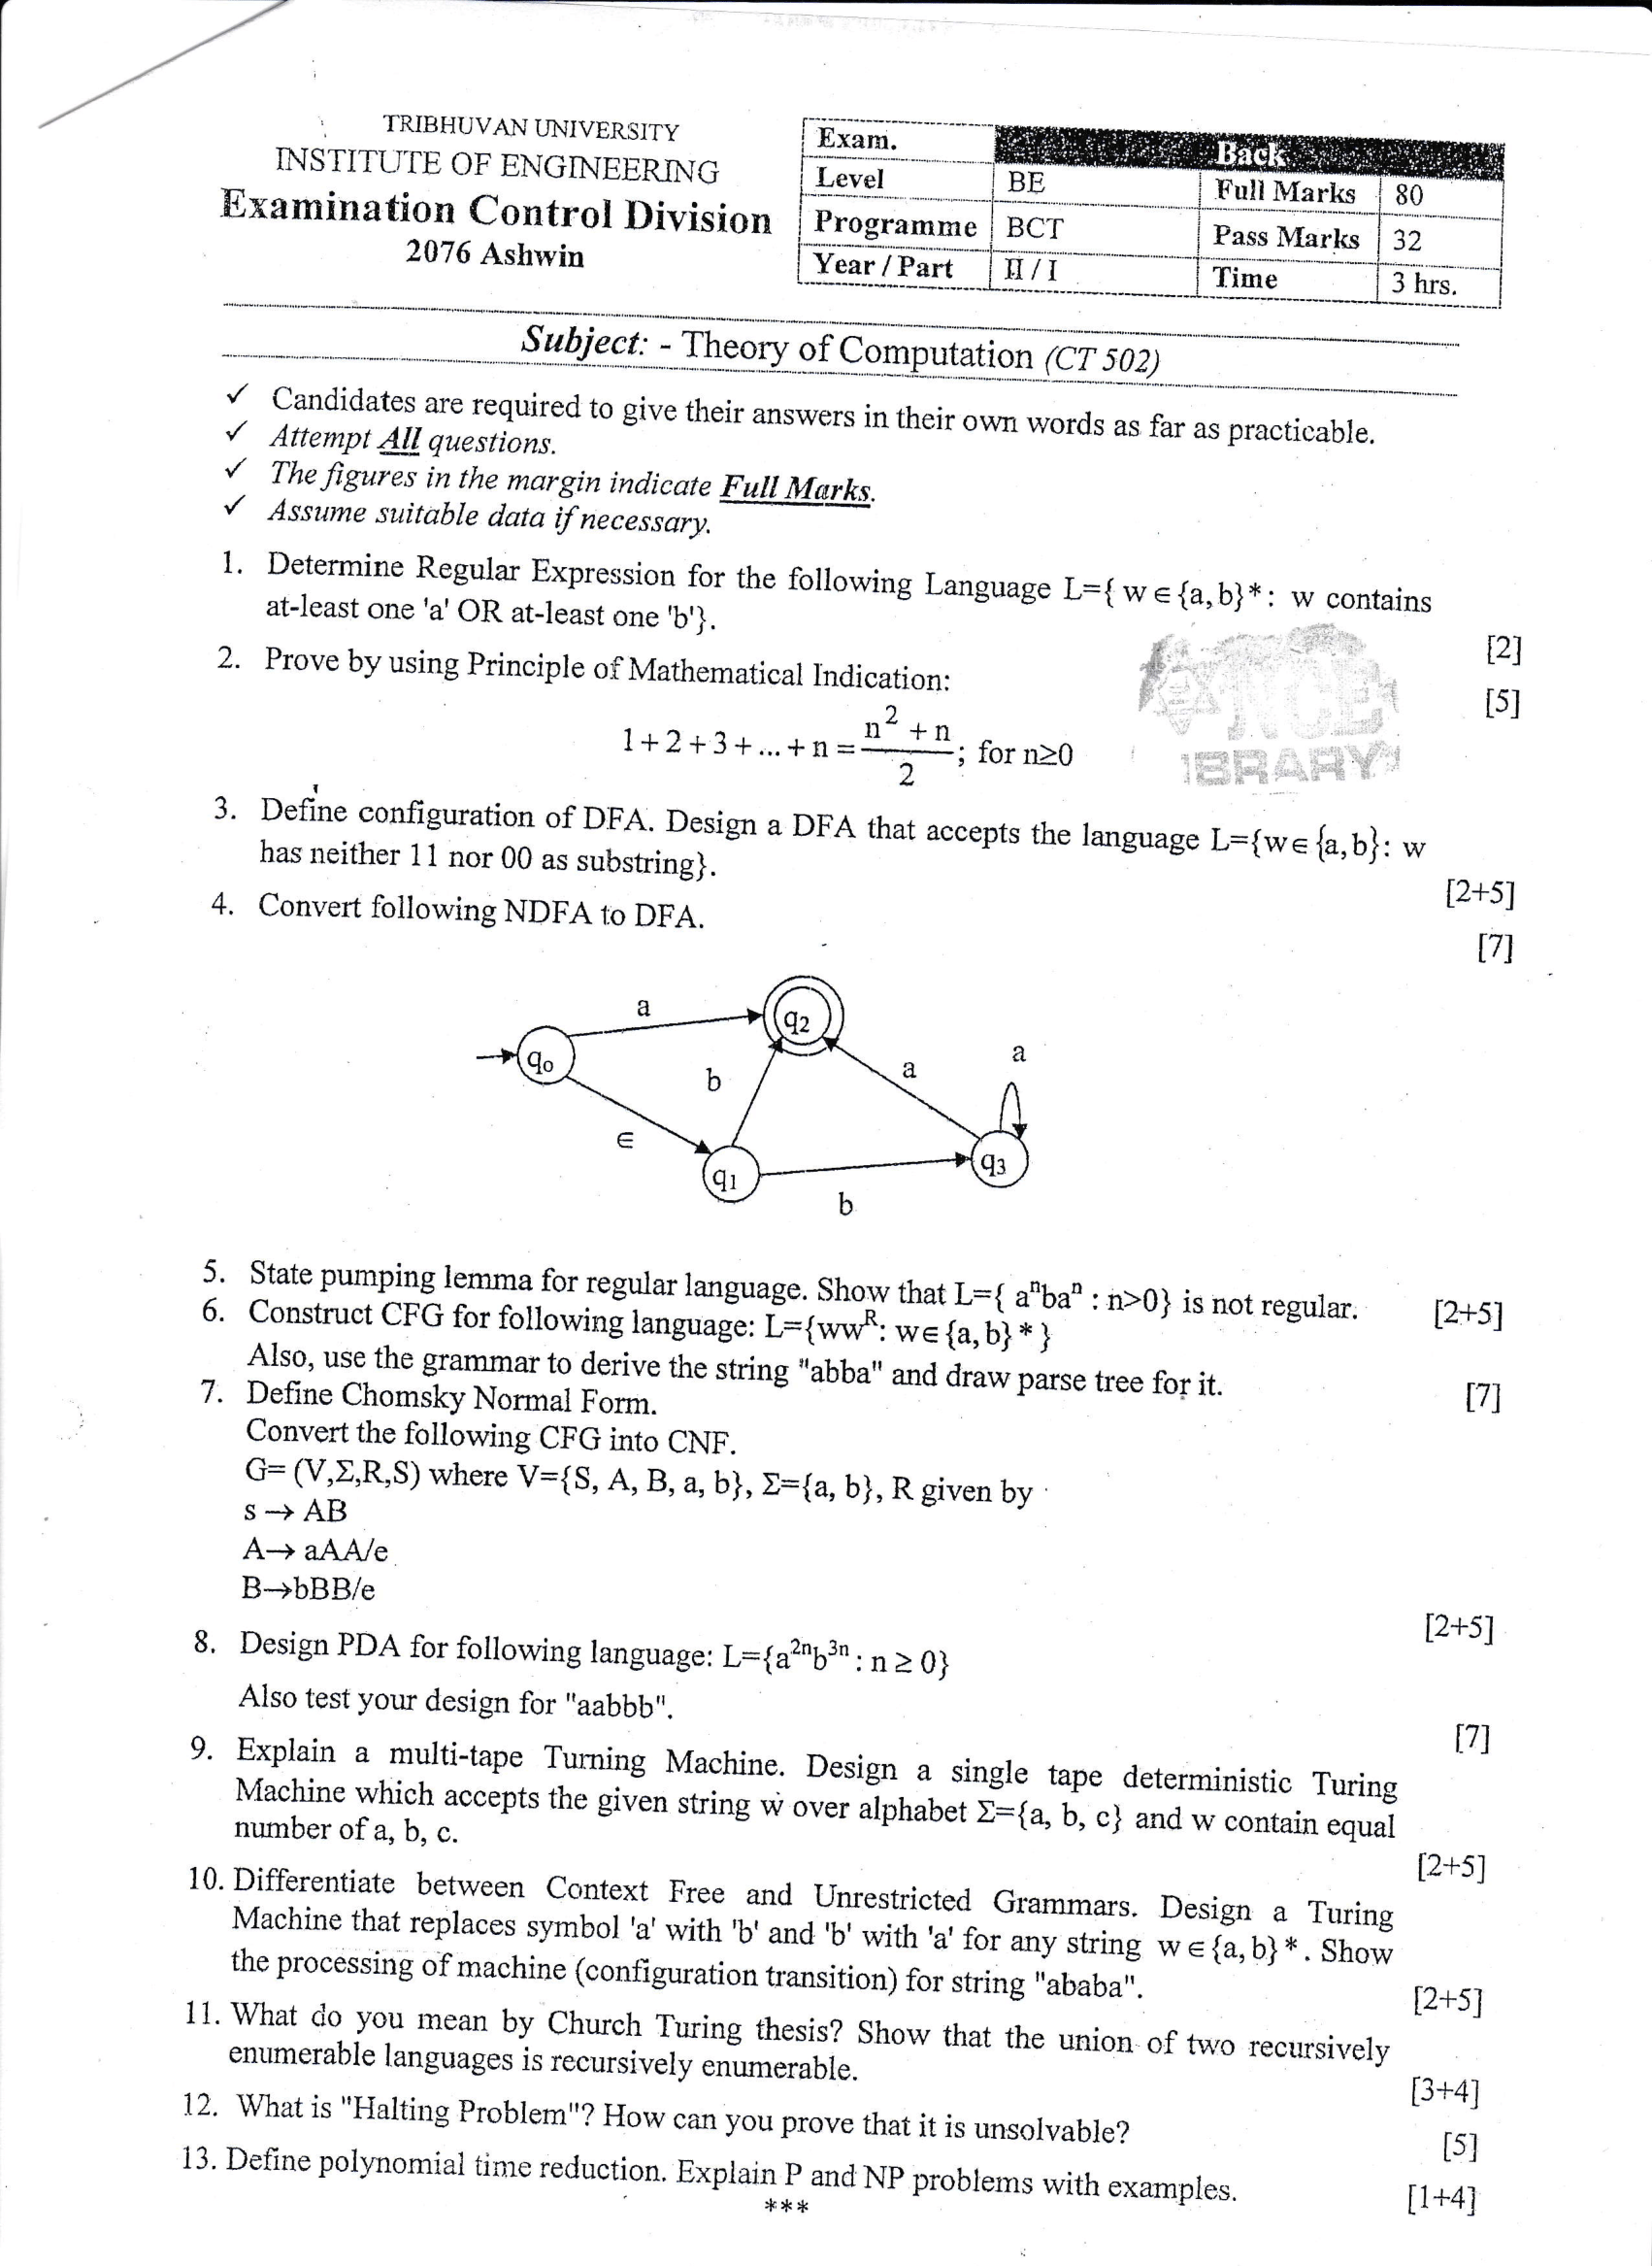 TRIBHUVAN UNIVERSITY
INSTITUTE OF ENGINEERING
Examination Control Division
2076 Ashwin
Exam. Back
Level BE Full Marks 80
Programme BCT Pass Marks 32
Year / Part II / I Time 3 hrs.
Subject: - Theory of Computation (CT 502)
✓ Candidates are required to give their answers in their own words as far as practicable.
✓ Attempt All questions.
✓ The figures in the margin indicate Full Marks.
✓ Assume suitable data if necessary.
1. Determine Regular Expression for the following Language L={ w∈{a,b}*: w contains
at-least one 'a' OR at-least one 'b'}. [2]
2. Prove by using Principle of Mathematical Indication: [5]
1+2+3+...+n = (n² + n)/2; for n≥0
NCE
IBRARY
3. Define configuration of DFA. Design a DFA that accepts the language L={w∈{a,b}: w
has neither 11 nor 00 as substring}. [2+5]
4. Convert following NDFA to DFA. [7]
a
q₂
q₀
b
a
a
∈
q₁
q₃
b
5. State pumping lemma for regular language. Show that L={ aⁿbaⁿ : n>0} is not regular. [2+5]
6. Construct CFG for following language: L={wwᴿ: w∈{a,b}*}
Also, use the grammar to derive the string "abba" and draw parse tree for it. [7]
7. Define Chomsky Normal Form.
Convert the following CFG into CNF.
G= (V,Σ,R,S) where V={S, A, B, a, b}, Σ={a, b}, R given by
s → AB
A→ aAA/e
B→bBB/e [2+5]
8. Design PDA for following language: L={a²ⁿb³ⁿ : n ≥ 0}
Also test your design for "aabbb". [7]
9. Explain a multi-tape Turning Machine. Design a single tape deterministic Turing
Machine which accepts the given string w over alphabet Σ={a, b, c} and w contain equal
number of a, b, c. [2+5]
10. Differentiate between Context Free and Unrestricted Grammars. Design a Turing
Machine that replaces symbol 'a' with 'b' and 'b' with 'a' for any string w∈{a,b}*. Show
the processing of machine (configuration transition) for string "ababa". [2+5]
11. What do you mean by Church Turing thesis? Show that the union of two recursively
enumerable languages is recursively enumerable. [3+4]
12. What is "Halting Problem"? How can you prove that it is unsolvable? [5]
13. Define polynomial time reduction. Explain P and NP problems with examples. [1+4]
***